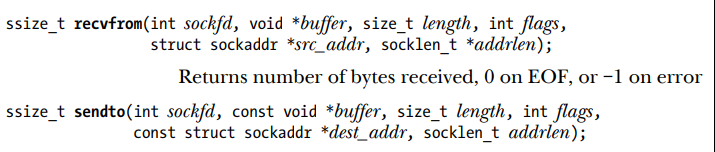 ssize_t recvfrom(int sockfd, void *buffer, size_t length, int flags,
struct sockaddr *src_addr, socklen_t *addrlen);
Returns number of bytes received, 0 on EOF, or −1 on error
ssize_t sendto(int sockfd, const void *buffer, size_t length, int flags,
const struct sockaddr *dest_addr, socklen_t addrlen);